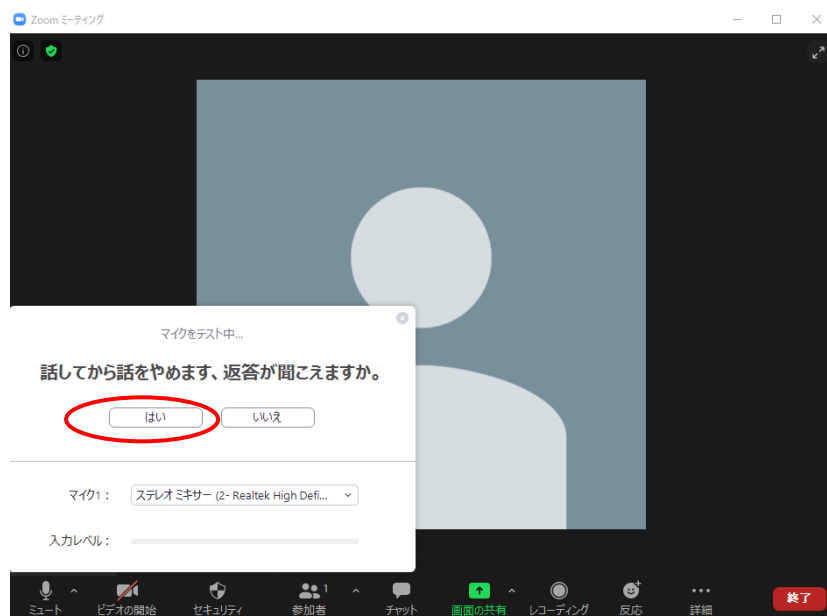 Zoom ミーティング
マイクをテスト中...
話してから話をやめます、返答が聞こえますか。
はい
いいえ
マイク1：
ステレオ ミキサー (2- Realtek High Defi...
入力レベル：
1
ミュート
ビデオの開始
セキュリティ
参加者
チャット
画面の共有
レコーディング
反応
詳細
終了